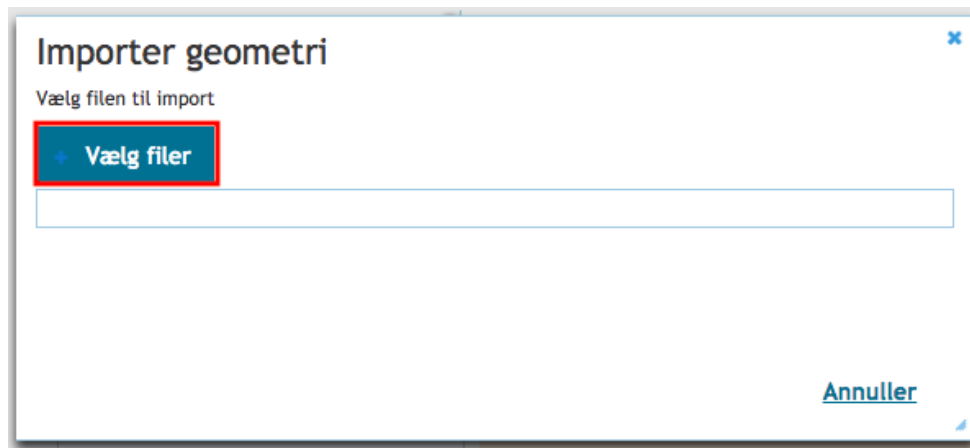 Importer geometri
Vælg filen til import
+ Vælg filer
Annuller